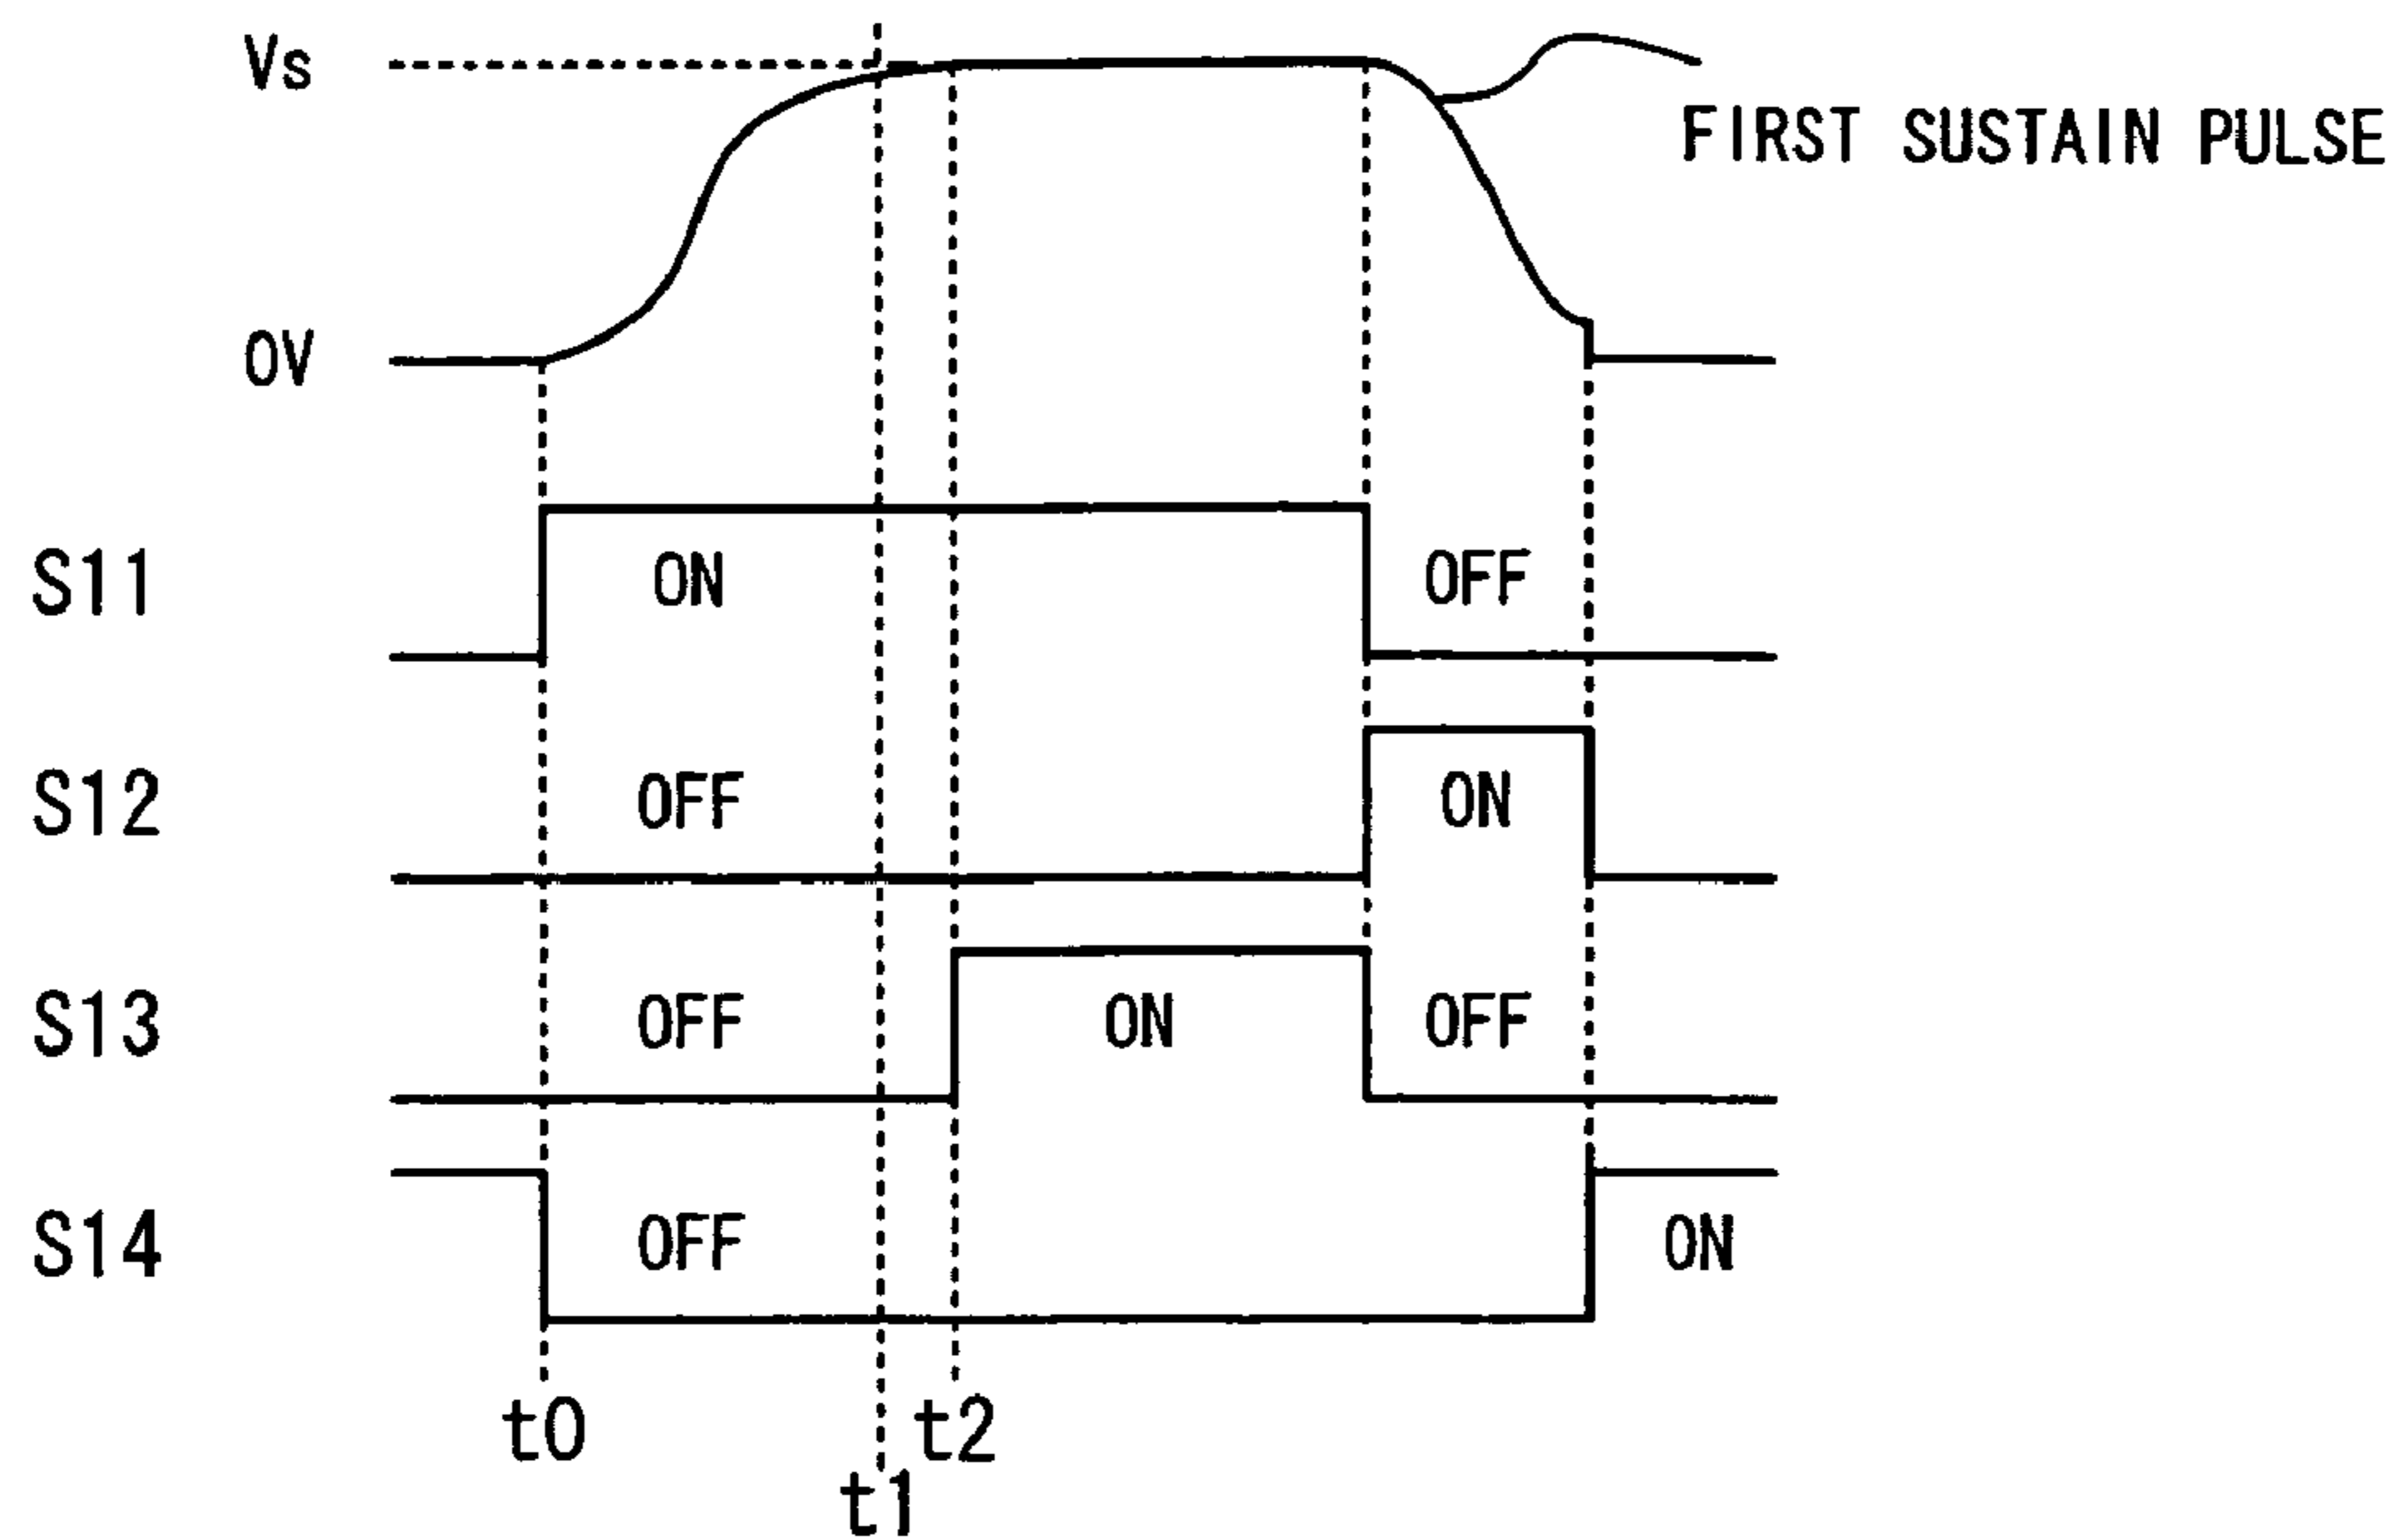 Vs
FIRST SUSTAIN PULSE
0V
S11
ON
OFF
S12
OFF
ON
S13
OFF
ON
OFF
S14
OFF
ON
t0
t2
t1